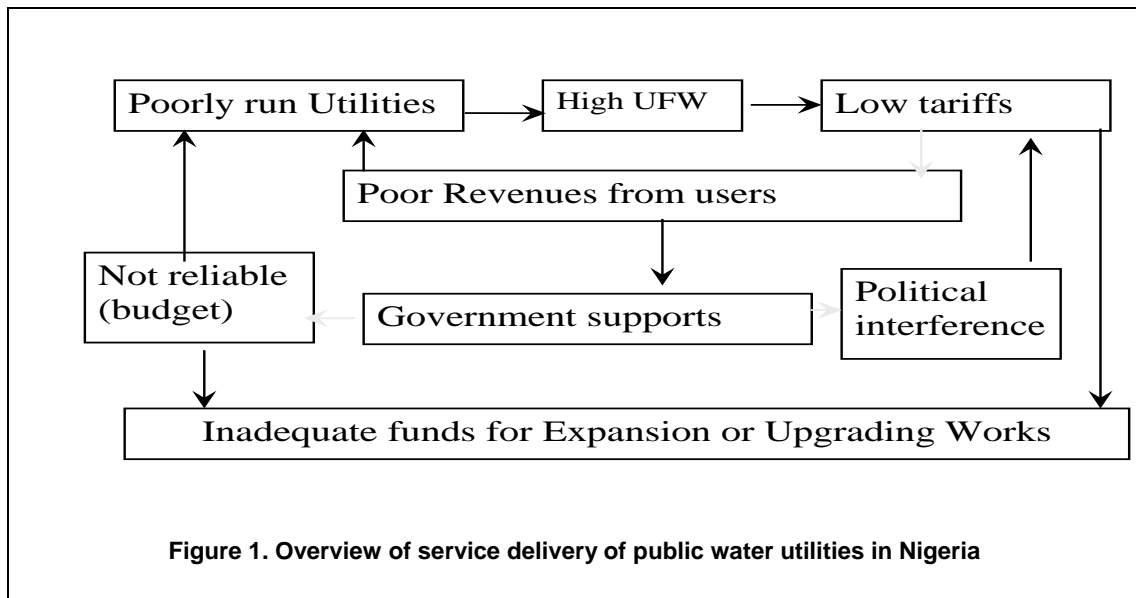 Poorly run Utilities
High UFW
Low tariffs
Poor Revenues from users
Not reliable
(budget)
Government supports
Political
interference
Inadequate funds for Expansion or Upgrading Works
Figure 1. Overview of service delivery of public water utilities in Nigeria